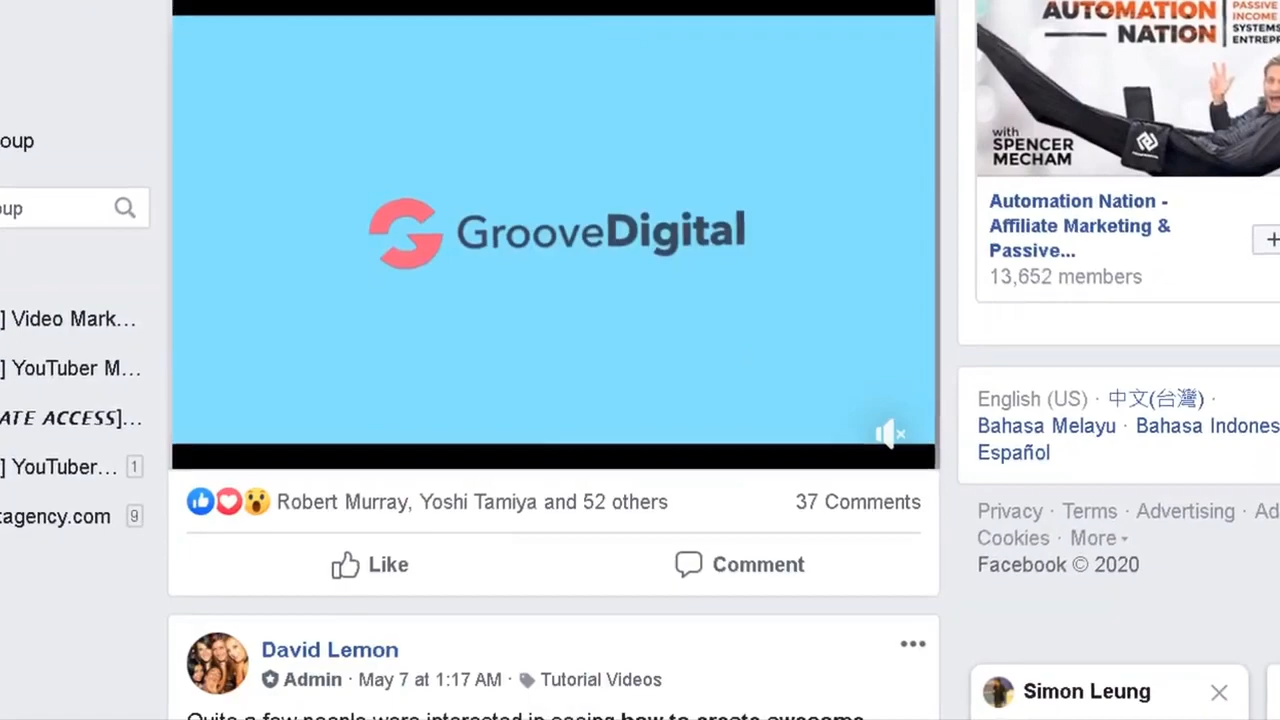 oup
oup
] Video Mark...
] YouTuber M...
ATE ACCESS]...
] YouTuber... 1
tagency.com 9
GrooveDigital
Robert Murray, Yoshi Tamiya and 52 others
37 Comments
Like
Comment
David Lemon
Admin · May 7 at 1:17 AM · Tutorial Videos
Quite a few people were interested in seeing how to create awesome
AUTOMATION
NATION
PASSIVE
INCOME
SYSTEMS
ENTREPR
with
SPENCER
MECHAM
Automation Nation -
Affiliate Marketing &
Passive...
13,652 members
English (US) · 中文(台灣) ·
Bahasa Melayu · Bahasa Indones
Español
Privacy · Terms · Advertising · Ad
Cookies · More
Facebook © 2020
Simon Leung